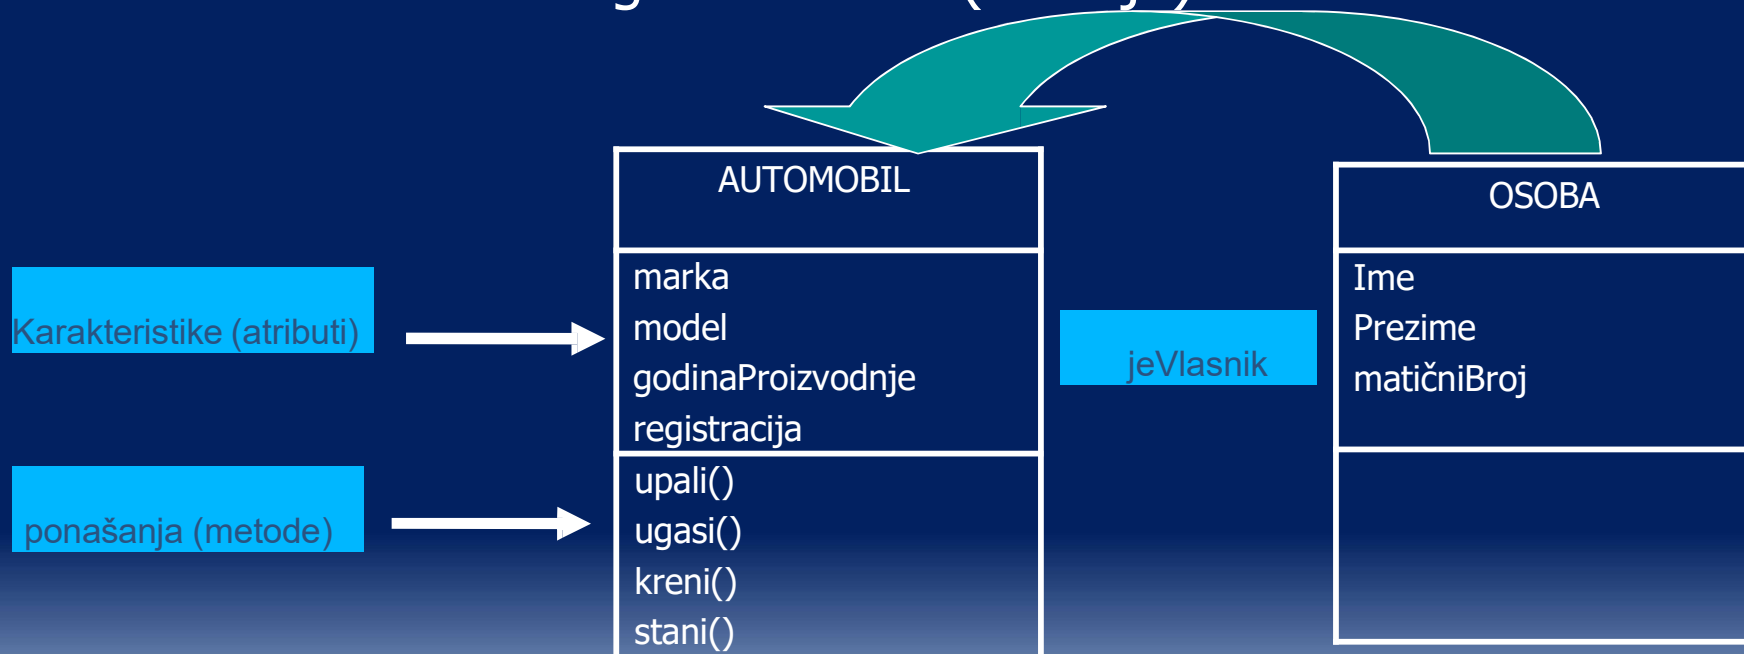 AUTOMOBIL
OSOBA
Karakteristike (atributi)
marka
model
godinaProizvodnje
registracija
jeVlasnik
Ime
Prezime
matičniBroj
ponašanja (metode)
upali()
ugasi()
kreni()
stani()